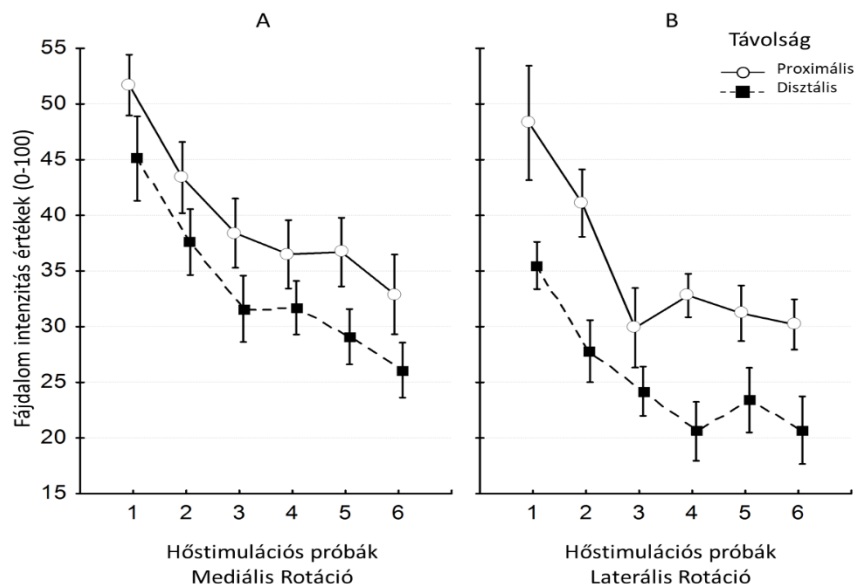 A
B
Távolság
Proximális
Disztális
Fájdalom intenzitás értékek (0-100)
55
50
45
40
35
30
25
20
15
1 2 3 4 5 6
1 2 3 4 5 6
Hőstimulációs próbák
Mediális Rotáció
Hőstimulációs próbák
Laterális Rotáció